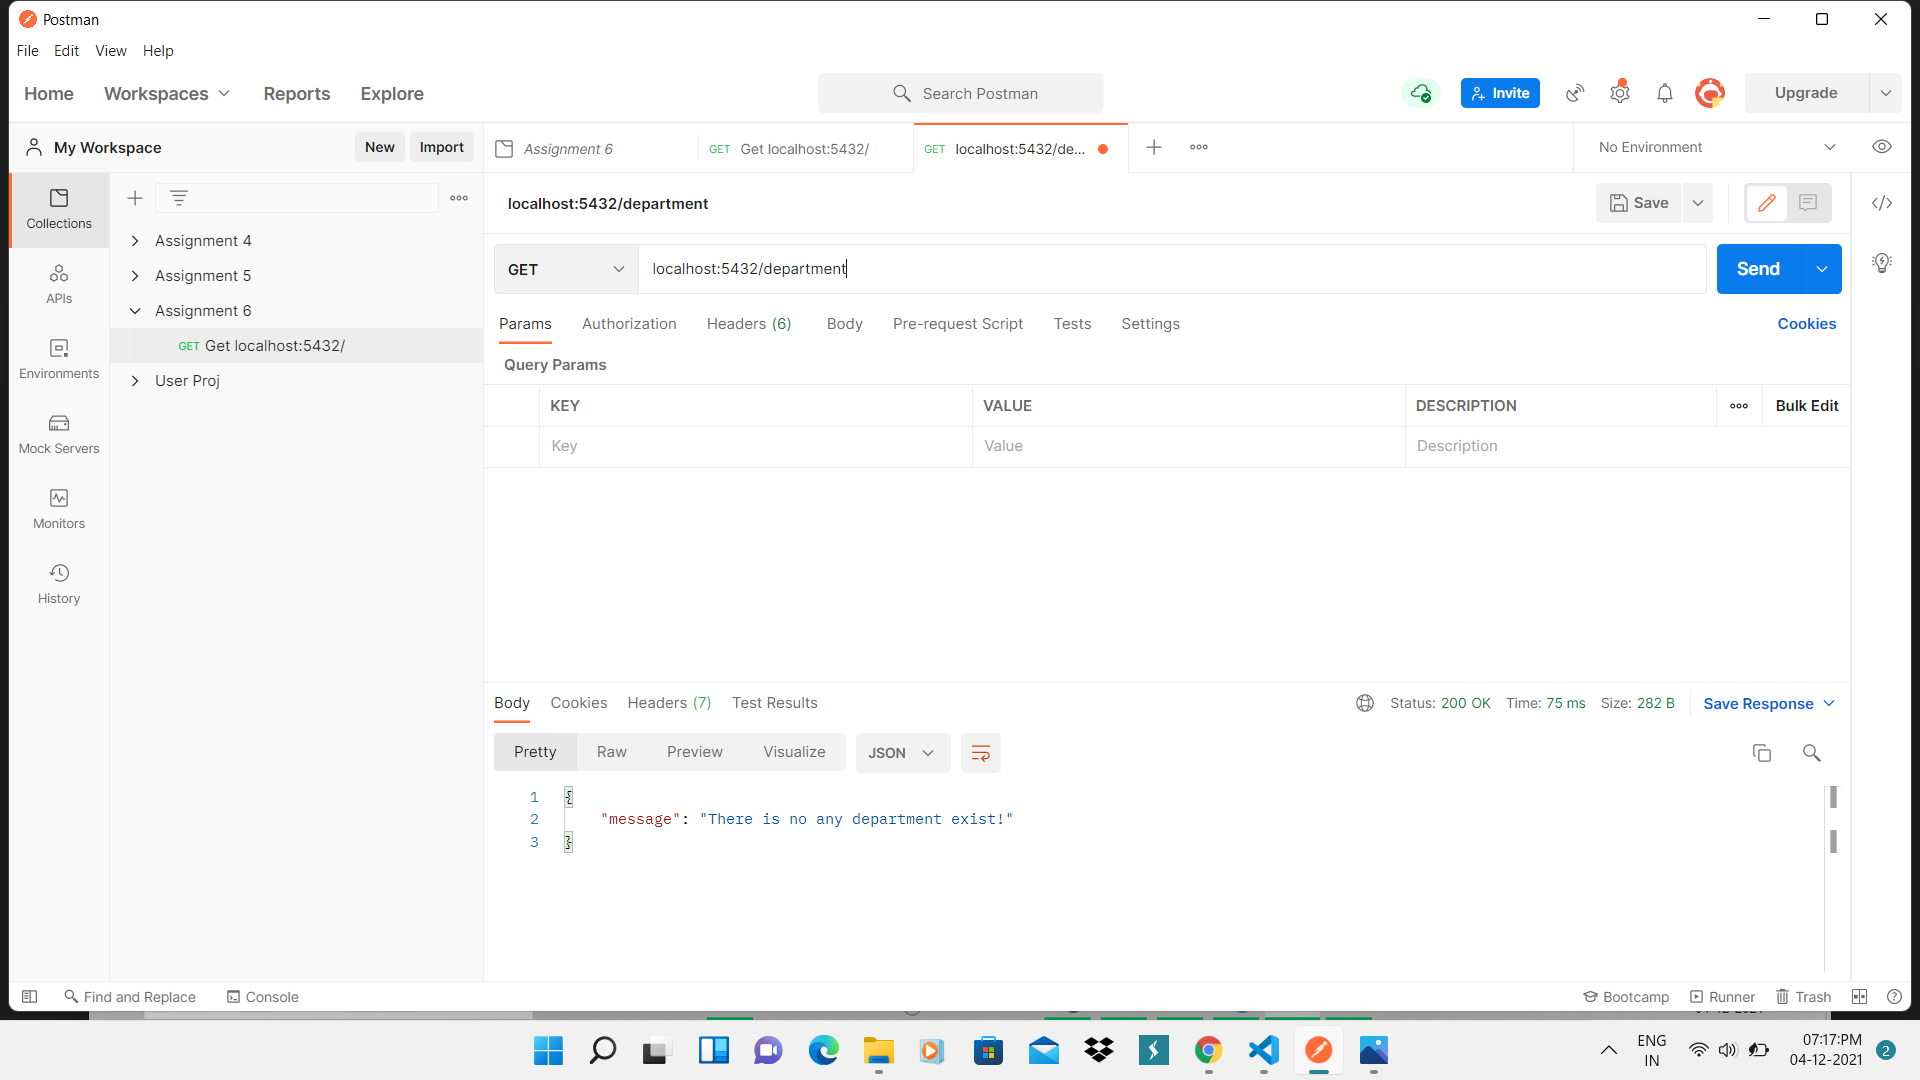 Postman
File Edit View Help
Home Workspaces Reports Explore
Search Postman
Invite
Upgrade
My Workspace
New Import
Assignment 6
GET Get localhost:5432/
GET localhost:5432/de...
No Environment
Collections
APIs
Environments
Mock Servers
Monitors
History
Assignment 4
Assignment 5
Assignment 6
GET Get localhost:5432/
User Proj
localhost:5432/department
Save
GET
localhost:5432/department
Send
Params Authorization Headers (6) Body Pre-request Script Tests Settings
Cookies
Query Params
KEY VALUE DESCRIPTION
Bulk Edit
Key Value Description
Body Cookies Headers (7) Test Results
Status: 200 OK Time: 75 ms Size: 282 B
Save Response
Pretty Raw Preview Visualize
JSON
1 {
2 "message": "There is no any department exist!"
3 }
Find and Replace
Console
Bootcamp Runner Trash
ENG
IN
07:17:PM
04-12-2021
2